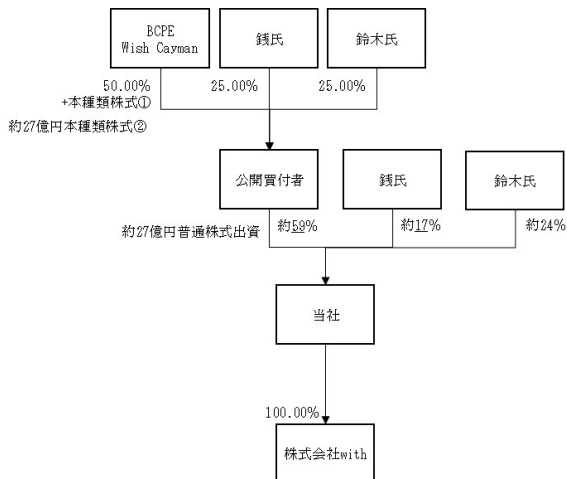 BCPE
Wish Cayman
銭氏
鈴木氏
50.00%
+本種類株式①
25.00%
25.00%
約27億円本種類株式②
公開買付者
銭氏
鈴木氏
約27億円普通株式出資
約59%
約17%
約24%
当社
100.00%
株式会社with